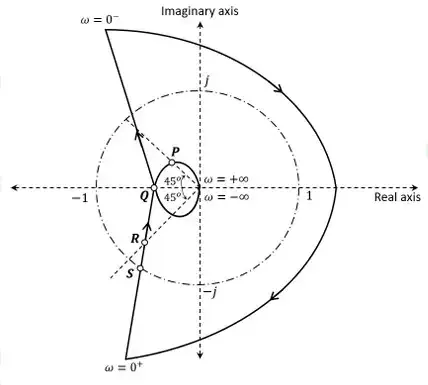 Imaginary axis
ω = 0⁻
j
P
45° ω = +∞
Q 45° ω = −∞
−1 1 Real axis
R
S
−j
ω = 0⁺